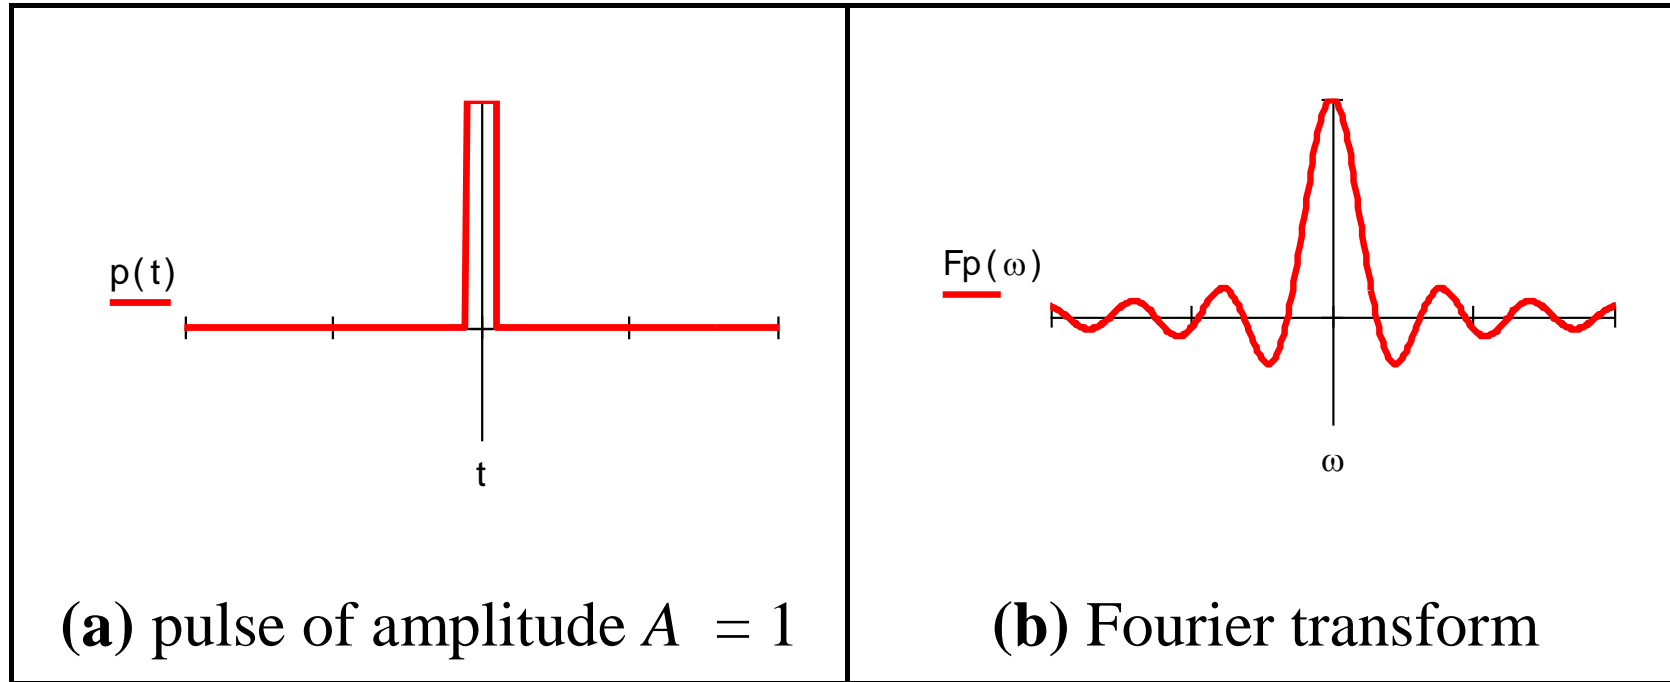 p(t)
t
(a) pulse of amplitude A = 1
Fp(ω)
ω
(b) Fourier transform